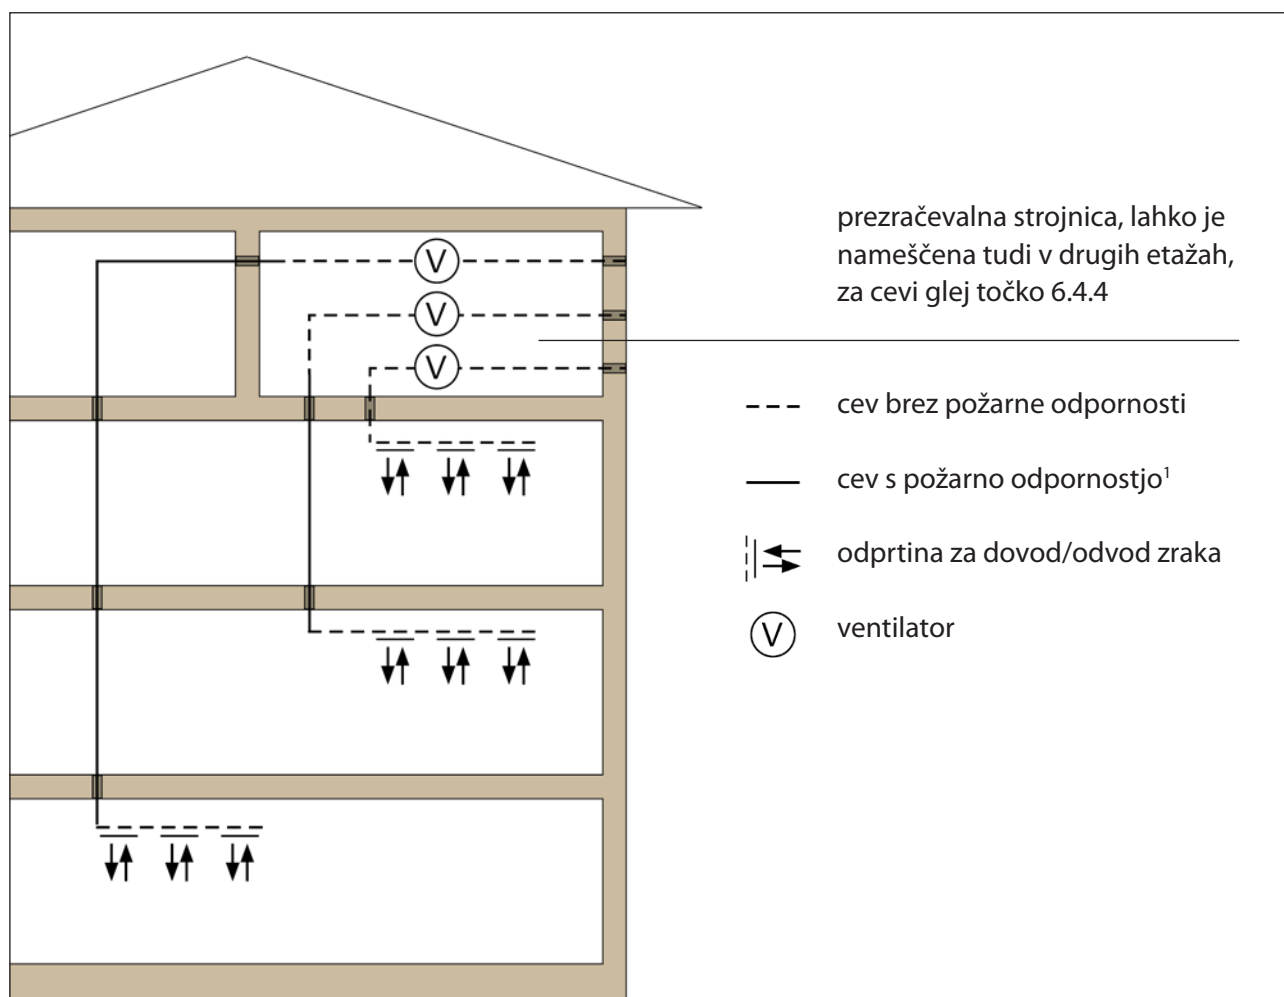 prezračevalna strojnica, lahko je
nameščena tudi v drugih etažah,
za cevi glej točko 6.4.4
cev brez požarne odpornosti
cev s požarno odpornostjo¹
odprtina za dovod/odvod zraka
V ventilator
V
V
V